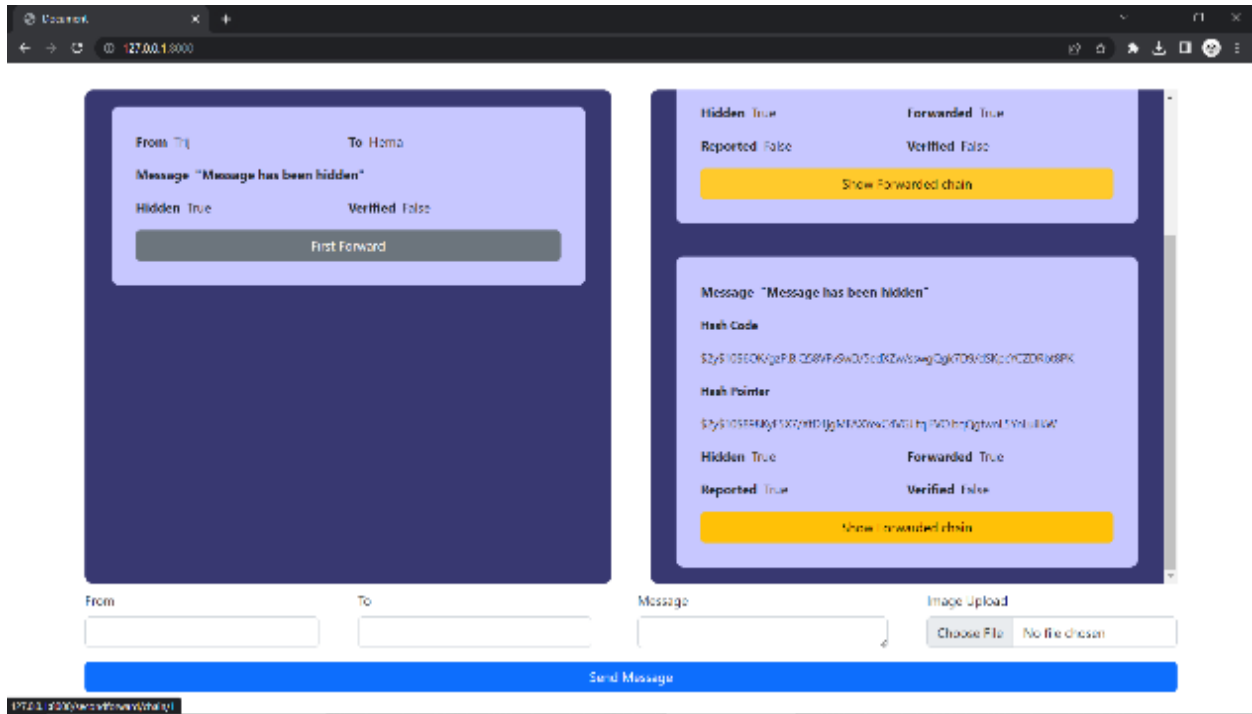 Document
127.0.0.1:8000
From To Hema
Message "Message has been hidden"
Hidden True Verified False
First Forward
Hidden True Forwarded True
Reported False Verified False
Show Forwarded chain
Message "Message has been hidden"
Hash Code
Hash Pointer
Hidden True Forwarded True
Reported True Verified False
Show Forwarded chain
From To Message Image Upload
Choose File No file chosen
Send Message